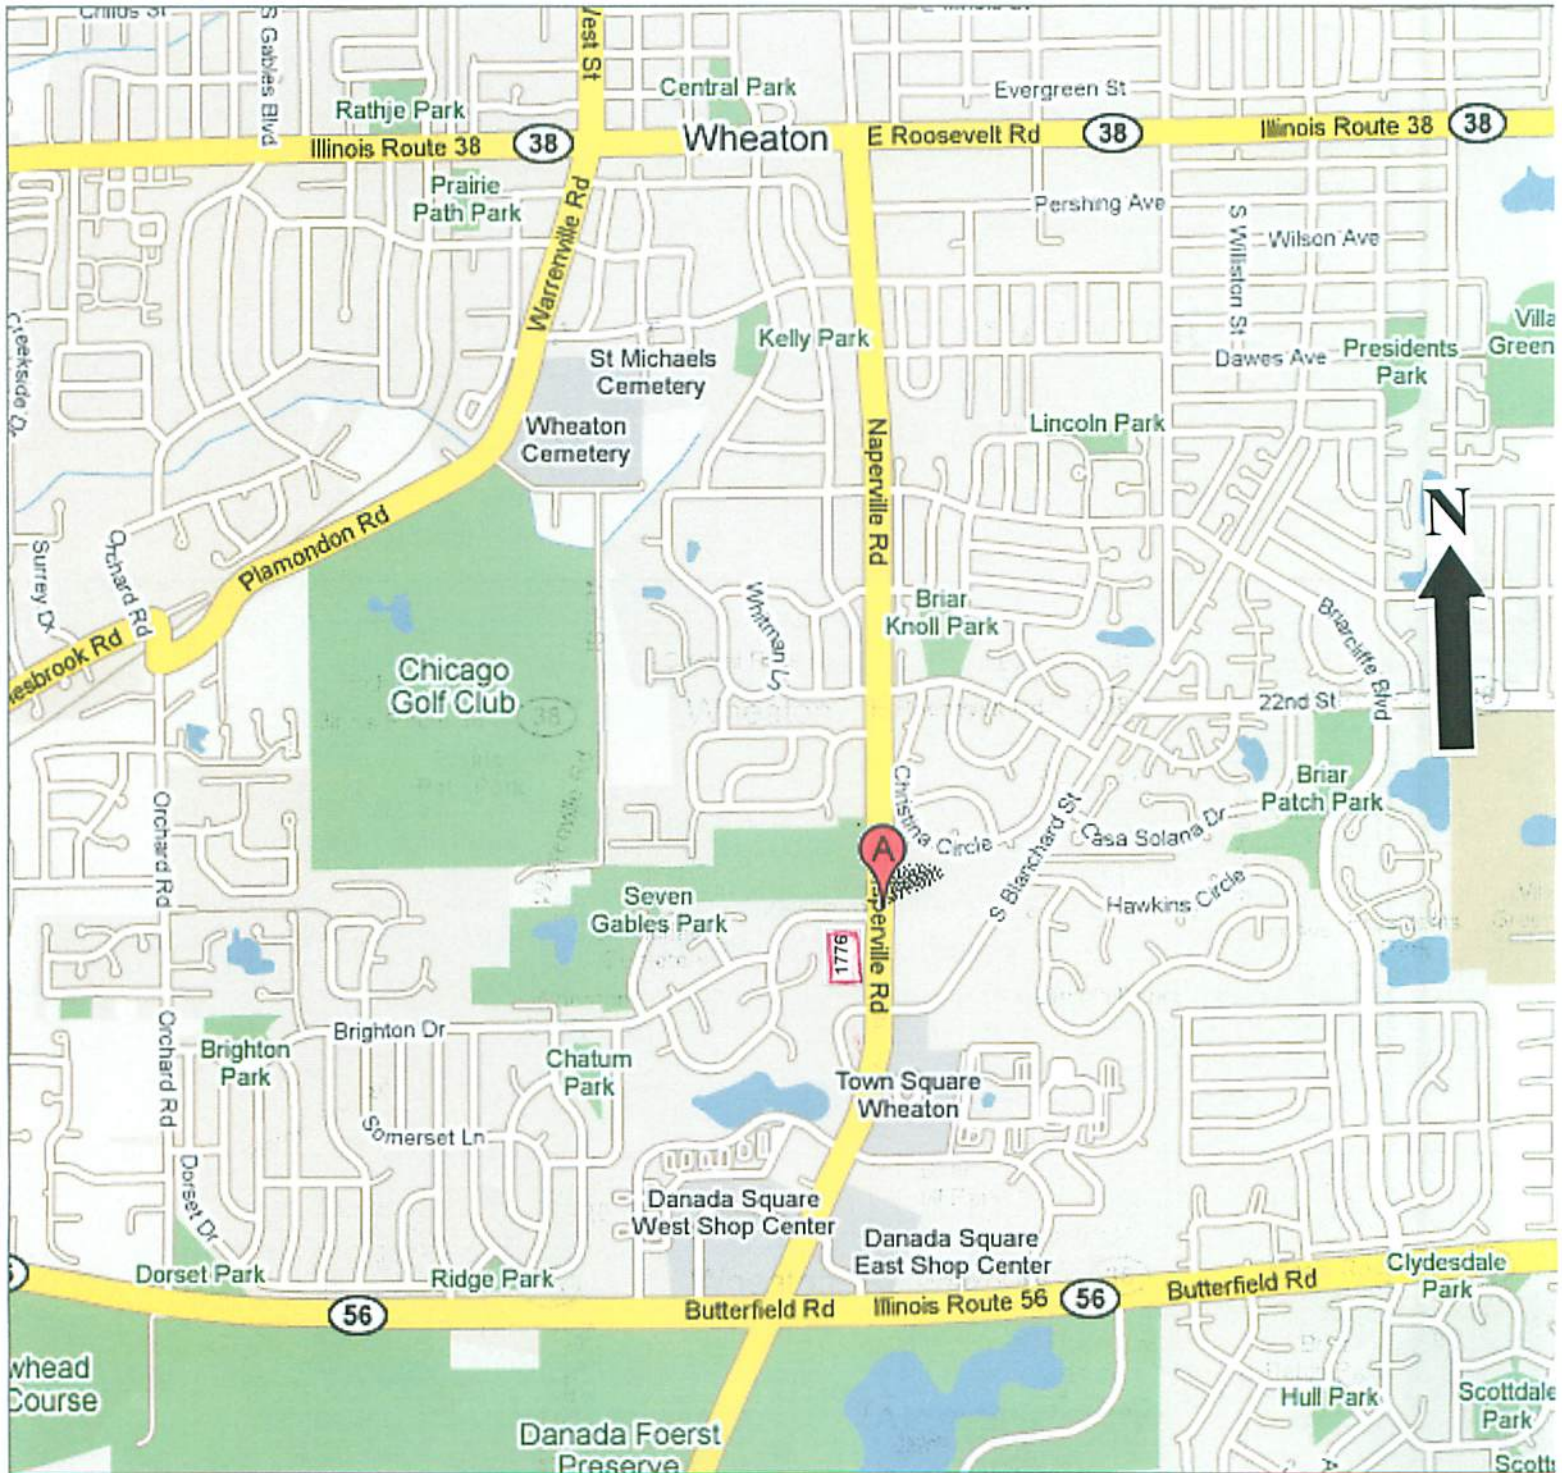 Childs St
S Gables Blvd
West St
Central Park
Evergreen St
Rathje Park
Illinois Route 38
38
Wheaton
E Roosevelt Rd
38
Illinois Route 38
38
Prairie
Path Park
Warrenville Rd
Pershing Ave
S Williston St
Wilson Ave
Creekside Dr
St Michaels
Cemetery
Kelly Park
Dawes Ave
Presidents
Park
Villa
Green
Wheaton
Cemetery
Lincoln Park
Naperville Rd
N
Plamondon Rd
Orchard Rd
Surrey Dr
esbrook Rd
Whitman Ln
Briar
Knoll Park
Briarcliffe Blvd
Chicago
Golf Club
22nd St
Briar
Patch Park
Christina Circle
A
S Blanchard St
Casa Solana Dr
Hawkins Circle
Orchard Rd
Seven
Gables Park
1776
Naperville Rd
Orchard Rd
Brighton Dr
Brighton
Park
Chatum
Park
Town Square
Wheaton
Somerset Ln
Dorset Dr
Danada Square
West Shop Center
Danada Square
East Shop Center
Dorset Park
Ridge Park
56
Butterfield Rd
Illinois Route 56
56
Butterfield Rd
Clydesdale
Park
whead
Course
Danada Foerst
Preserve
Hull Park
Scottdale
Park
Scotts